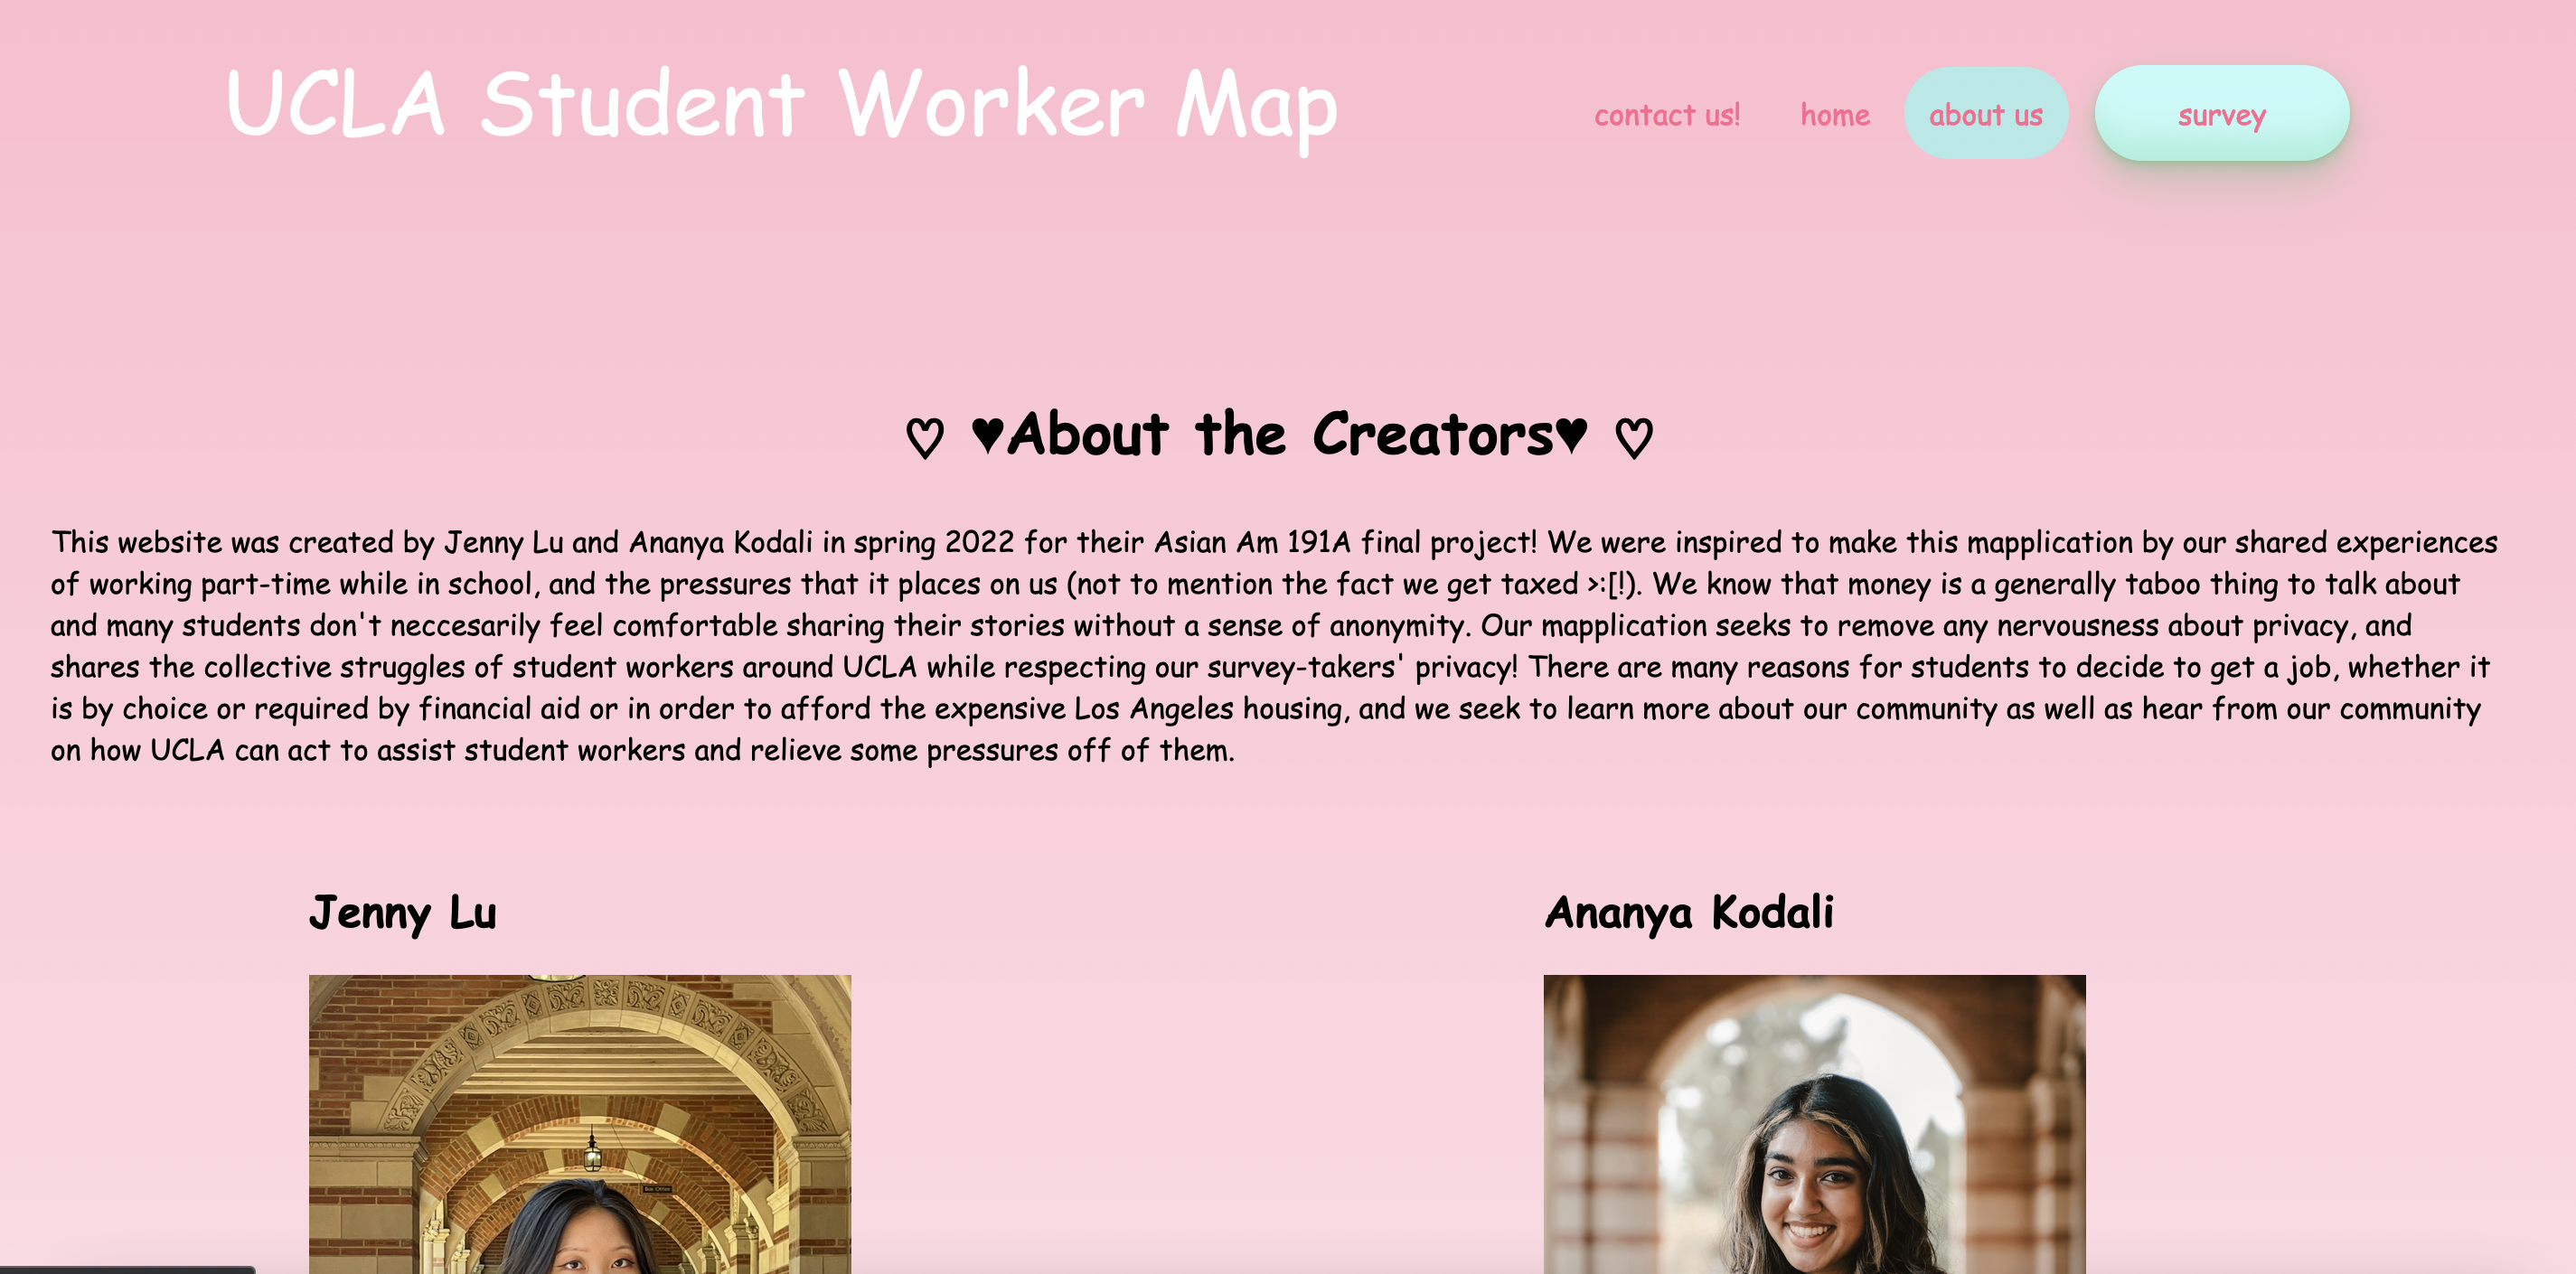 UCLA Student Worker Map
contact us!
home
about us
survey
♡ ♥About the Creators♥ ♡
This website was created by Jenny Lu and Ananya Kodali in spring 2022 for their Asian Am 191A final project! We were inspired to make this mapplication by our shared experiences
of working part-time while in school, and the pressures that it places on us (not to mention the fact we get taxed >:[!). We know that money is a generally taboo thing to talk about
and many students don't neccesarily feel comfortable sharing their stories without a sense of anonymity. Our mapplication seeks to remove any nervousness about privacy, and
shares the collective struggles of student workers around UCLA while respecting our survey-takers' privacy! There are many reasons for students to decide to get a job, whether it
is by choice or required by financial aid or in order to afford the expensive Los Angeles housing, and we seek to learn more about our community as well as hear from our community
on how UCLA can act to assist student workers and relieve some pressures off of them.
Jenny Lu
Ananya Kodali
Box Office